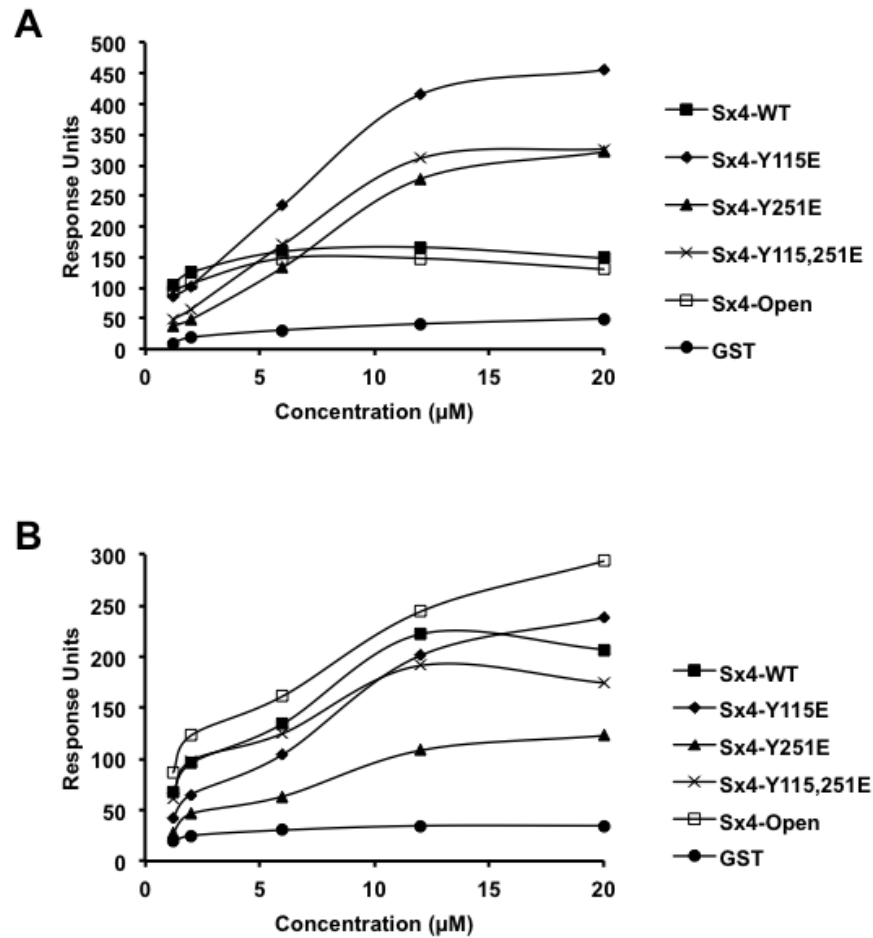 A
500
450
400
350
300
250
200
150
100
50
0
Response Units
0 5 10 15 20
Concentration (µM)
Sx4-WT
Sx4-Y115E
Sx4-Y251E
Sx4-Y115,251E
Sx4-Open
GST
B
300
250
200
150
100
50
0
Response Units
0 5 10 15 20
Concentration (µM)
Sx4-WT
Sx4-Y115E
Sx4-Y251E
Sx4-Y115,251E
Sx4-Open
GST